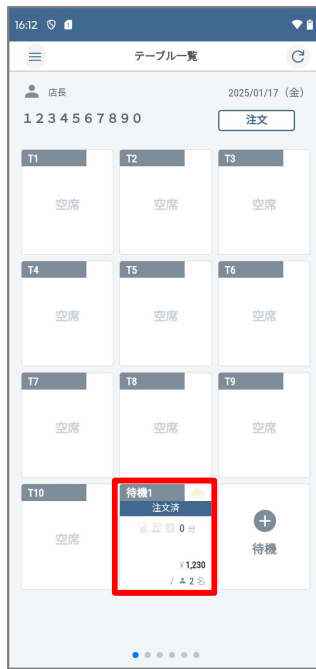 16:12
テーブル一覧
店長
2025/01/17（金）
１２３４５６７８９０
注文
T1
T2
T3
空席
空席
空席
T4
T5
T6
空席
空席
空席
T7
T8
T9
空席
空席
空席
T10
待機1
注文済
0 分
空席
待機
¥1,230
/ 2 名